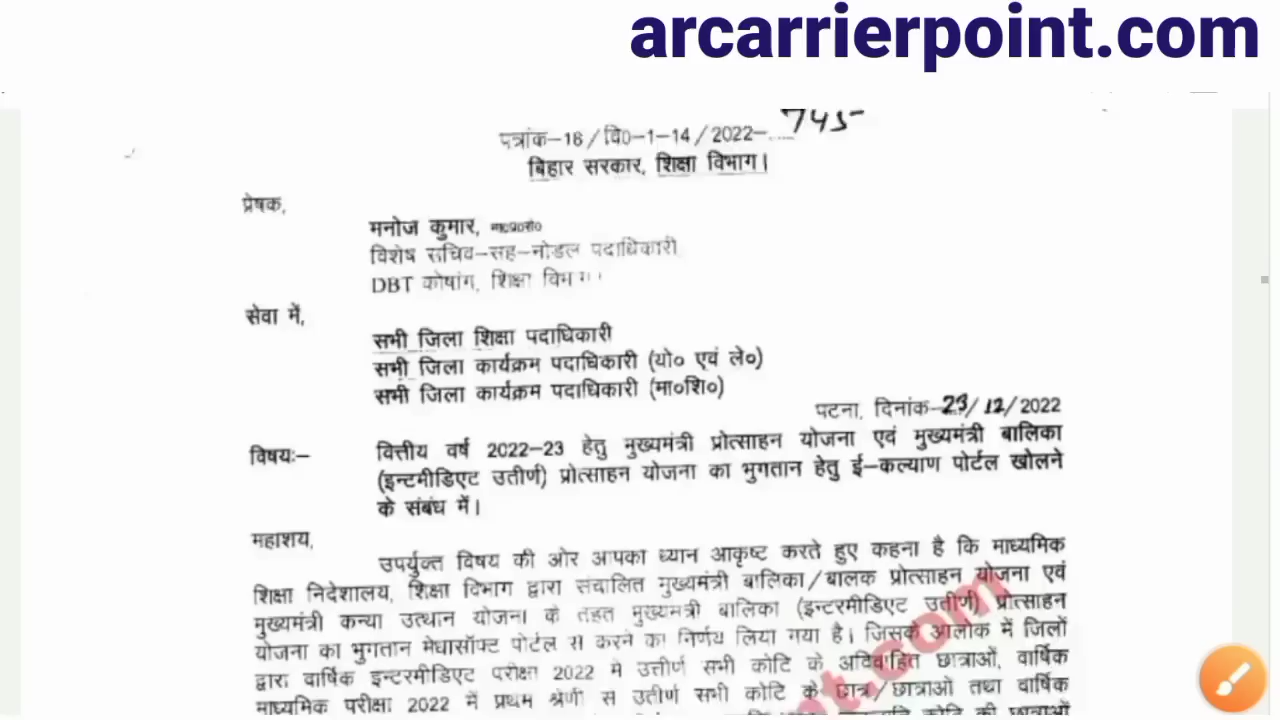 arcarrierpoint.com
पत्रांक–18/वि0–1–14/2022–....745
बिहार सरकार, शिक्षा विभाग।
प्रेषक,
मनोज कुमार,
विशेष सचिव–सह–नोडल पदाधिकारी
DBT कोषांग, शिक्षा विभाग।
सेवा में,
सभी जिला शिक्षा पदाधिकारी
सभी जिला कार्यक्रम पदाधिकारी (यो० एवं ले०)
सभी जिला कार्यक्रम पदाधिकारी (मा०शि०)
पटना, दिनांक–23/12/2022
विषयः– वित्तीय वर्ष 2022–23 हेतु मुख्यमंत्री प्रोत्साहन योजना एवं मुख्यमंत्री बालिका
(इन्टमीडिएट उतीर्ण) प्रोत्साहन योजना का भुगतान हेतु ई–कल्याण पोर्टल खोलने
के संबंध में।
महाशय,
उपर्युक्त विषय की ओर आपका ध्यान आकृष्ट करते हुए कहना है कि माध्यमिक
शिक्षा निदेशालय, शिक्षा विभाग द्वारा संचालित मुख्यमंत्री बालिका/बालक प्रोत्साहन योजना एवं
मुख्यमंत्री कन्या उत्थान योजना के तहत मुख्यमंत्री बालिका (इन्टरमीडिएट उतीर्ण) प्रोत्साहन
योजना का भुगतान मेधासॉफ्ट पोर्टल से करने का निर्णय लिया गया है। जिसके आलोक में जिलों
द्वारा वार्षिक इन्टरमीडिएट परीक्षा 2022 मे उत्तीर्ण सभी कोटि के अविवाहित छात्राओं, वार्षिक
माध्यमिक परीक्षा 2022 में प्रथम श्रेणी से उतीर्ण सभी कोटि के छात्र/छात्राओं तथा वार्षिक
कोटि की छात्राओं